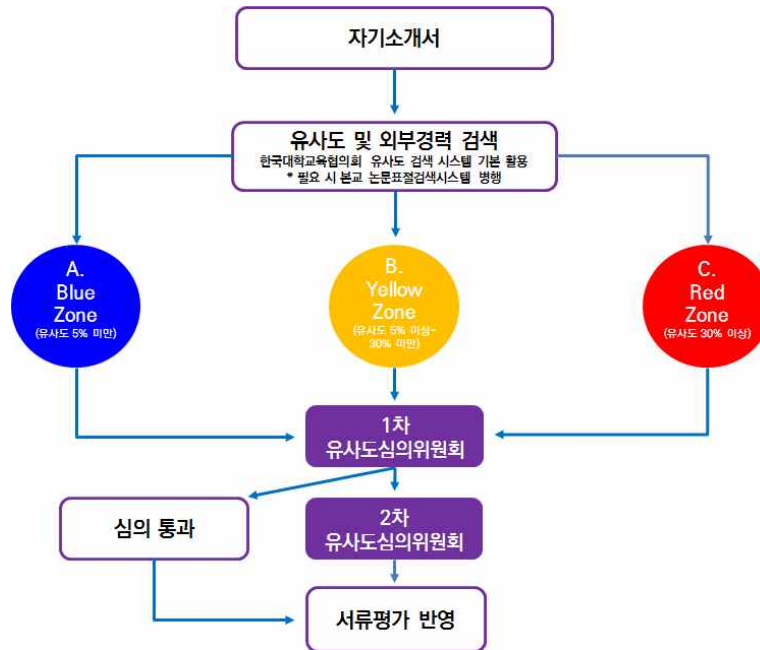 자기소개서
유사도 및 외부경력 검색
한국대학교육협의회 유사도 검색 시스템 기본 활용
* 필요 시 본교 논문표절검색시스템 병행
A.
Blue
Zone
(유사도 5% 미만)
B.
Yellow
Zone
(유사도 5% 이상~
30% 미만)
C.
Red
Zone
(유사도 30% 이상)
1차
유사도심의위원회
심의 통과
2차
유사도심의위원회
서류평가 반영